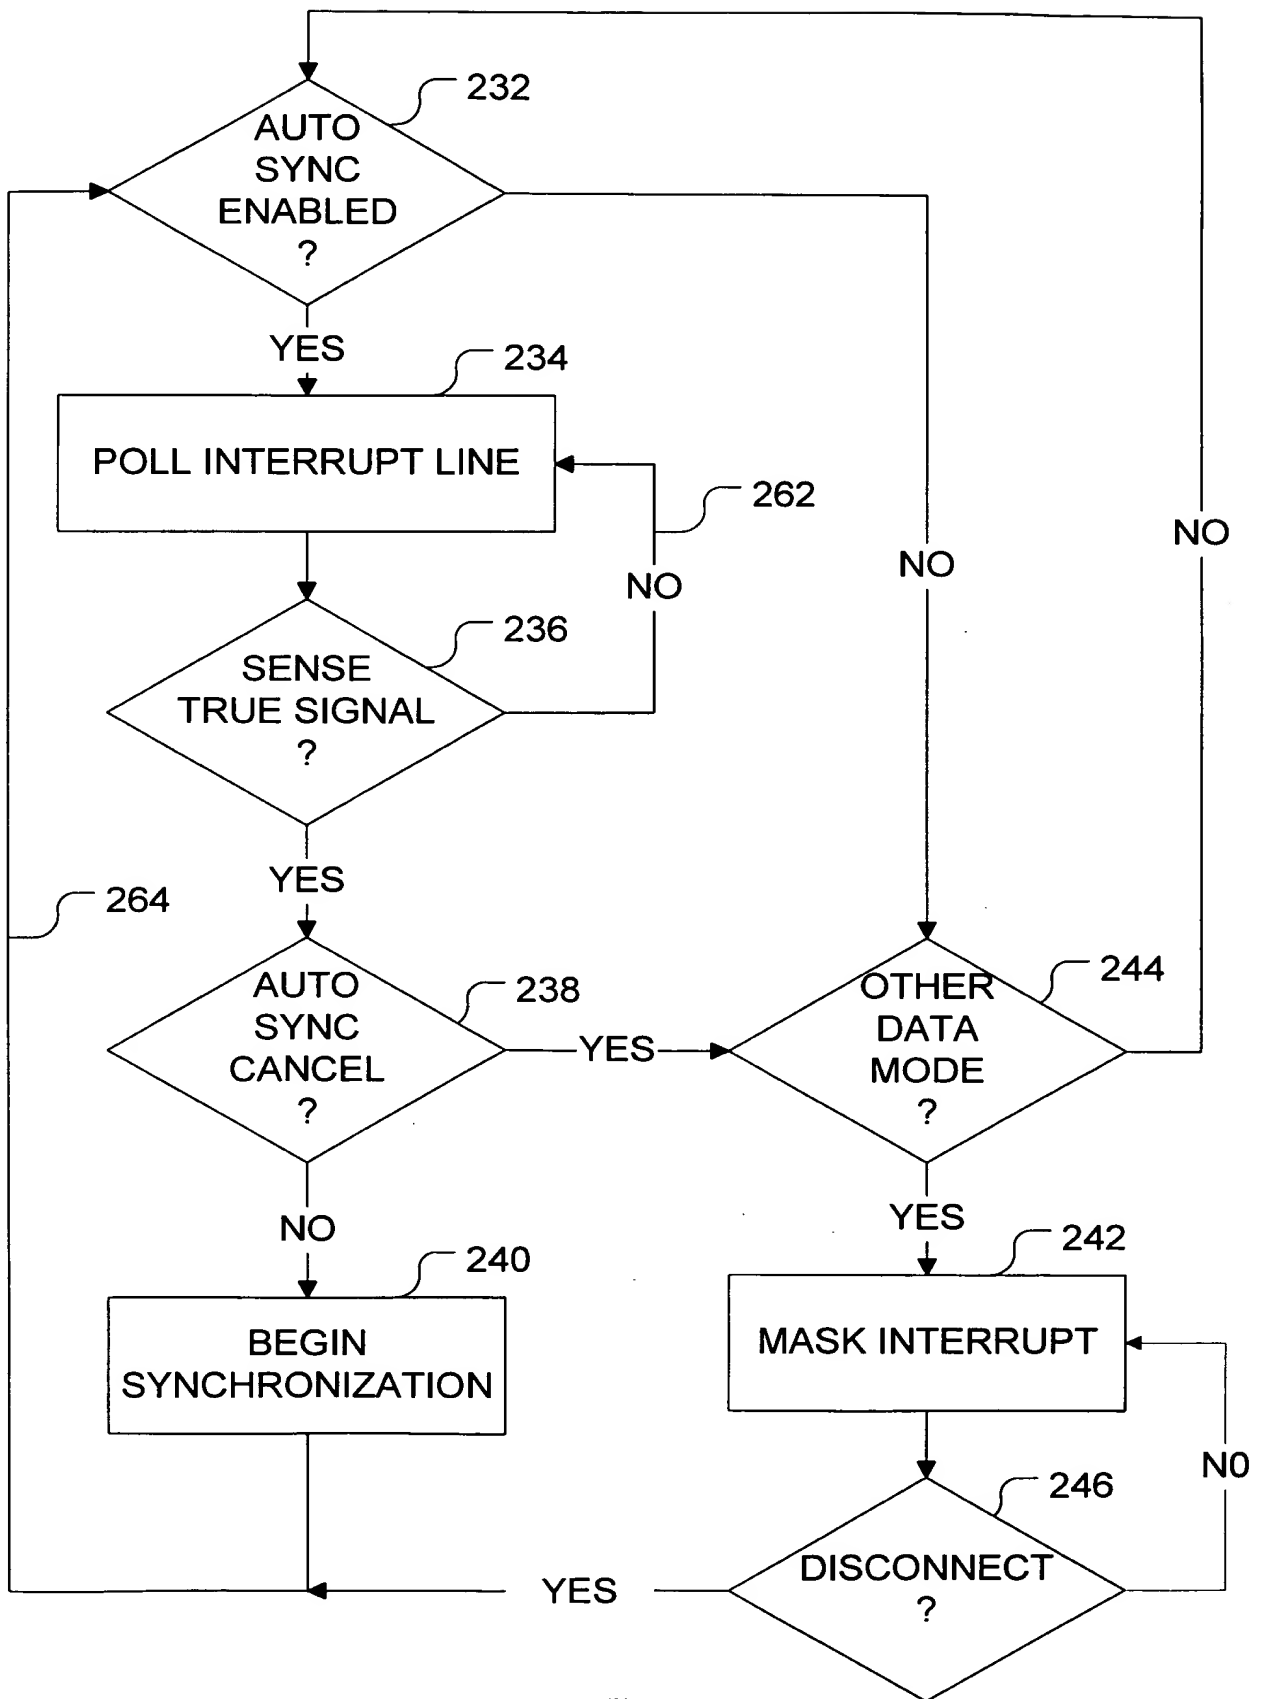 232
AUTO
SYNC
ENABLED
?
YES
234
POLL INTERRUPT LINE
262
NO
NO
NO
236
SENSE
TRUE SIGNAL
?
YES
264
AUTO
SYNC
CANCEL
?
238
YES
244
OTHER
DATA
MODE
?
NO
YES
240
242
BEGIN
SYNCHRONIZATION
MASK INTERRUPT
N0
246
DISCONNECT
?
YES